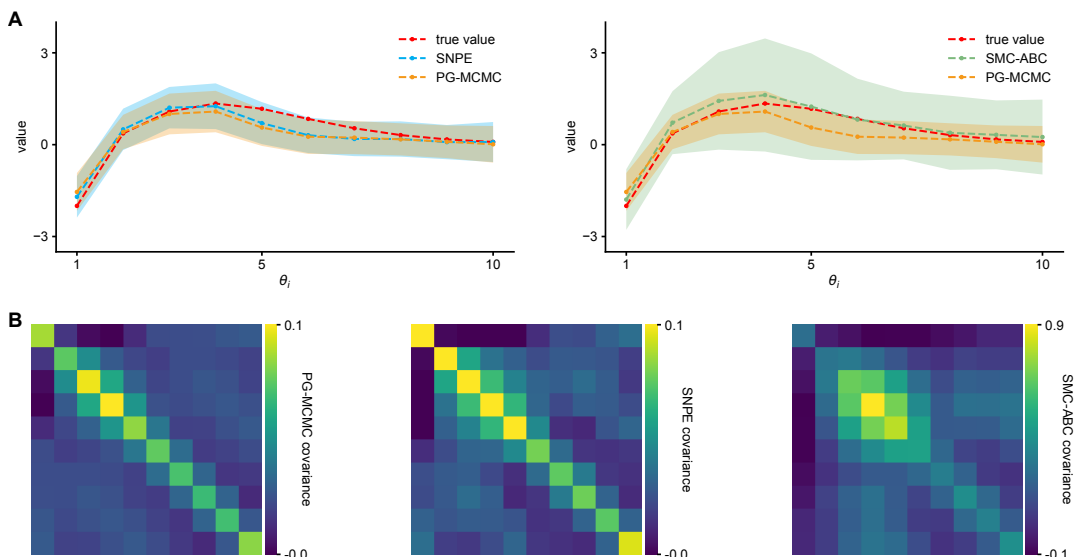 A
true value
SNPE
PG-MCMC
3
0
−3
value
1
5
10
θi
true value
SMC-ABC
PG-MCMC
3
0
−3
value
1
5
10
θi
B
0.1
-0.0
PG-MCMC covariance
0.1
-0.0
SNPE covariance
0.9
-0.1
SMC-ABC covariance